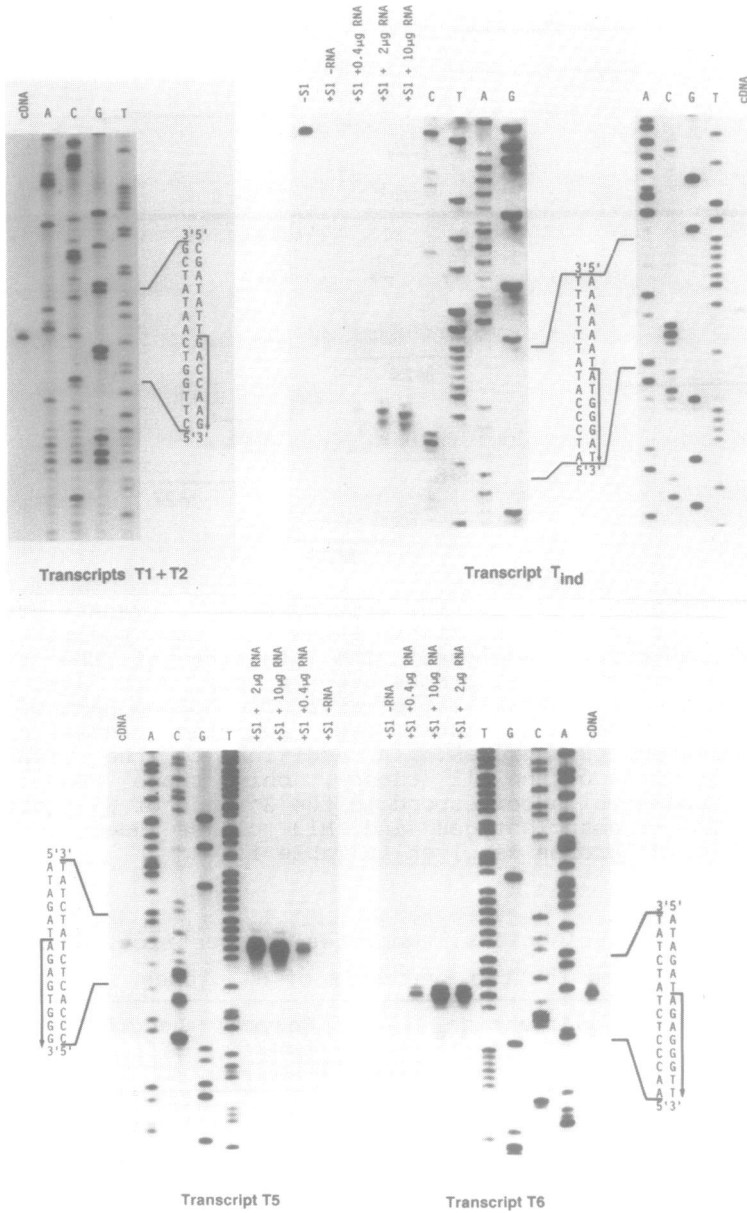 cDNA A C G T
3'5'
G C
C G
T A
A T
T A
A T
A T
C G
T A
G C
G C
T A
T A
C G
5'3'
Transcripts T1+T2
-S1 +S1 -RNA +S1 +0.4µg RNA +S1 + 2µg RNA +S1 + 10µg RNA C T A G
A C G T cDNA
3'5'
T A
T A
T A
T A
T A
T A
A T
T A
A T
C G
C G
C G
T A
A T
5'3'
Transcript Tind
cDNA A C G T +S1 + 2µg RNA +S1 + 10µg RNA +S1 +0.4µg RNA +S1 -RNA
5'3'
A T
T A
A T
G C
A T
T A
A T
G C
A T
G C
T A
G C
G C
G C
3'5'
Transcript T5
+S1 -RNA +S1 +0.4µg RNA +S1 + 10µg RNA +S1 + 2µg RNA T G C A cDNA
3'5'
T A
A T
T A
C G
T A
A T
T A
C G
T A
C G
C G
C G
A T
A T
5'3'
Transcript T6